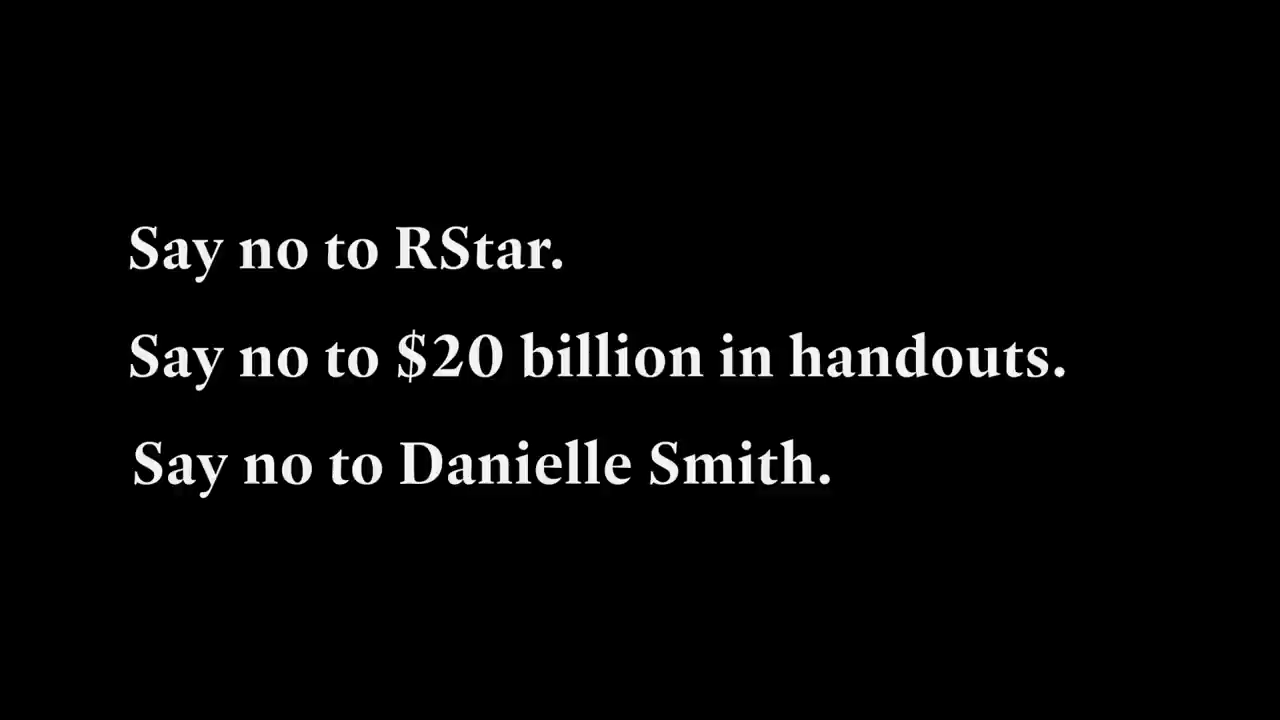 Say no to RStar.
Say no to $20 billion in handouts.
Say no to Danielle Smith.